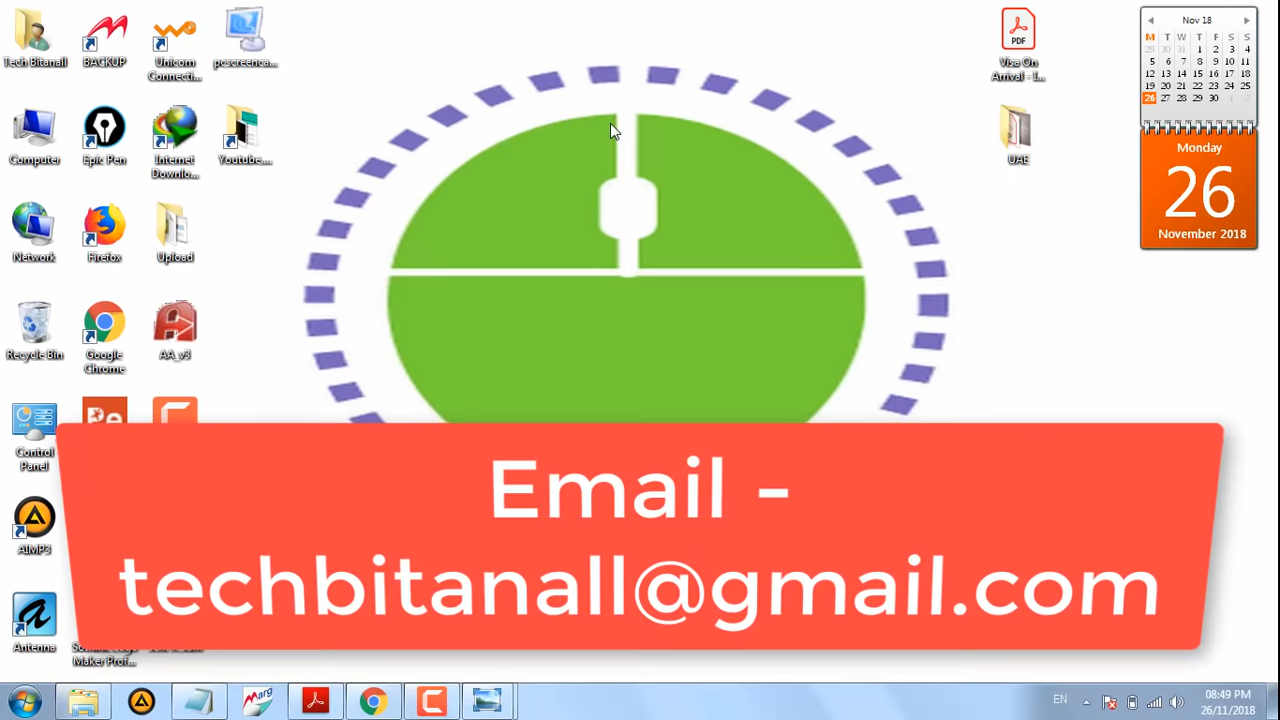 Tech Bitanall
BACKUP
Unicom
Connecti...
pcscreenca...
Visa On
Arrival - I...
PDF
Computer
Epic Pen
Internet
Downlo...
Youtube....
UAE
Network
Firefox
Upload
Recycle Bin
Google
Chrome
AA_v3
Control
Panel
AIMP3
Antenna
Maker Prof...
Nov 18
M T W T F S S
29 30 31 1 2 3 4
5 6 7 8 9 10 11
12 13 14 15 16 17 18
19 20 21 22 23 24 25
26 27 28 29 30 1 2
Monday
26
November 2018
Email -
techbitanall@gmail.com
Marg
EN
08:49 PM
26/11/2018